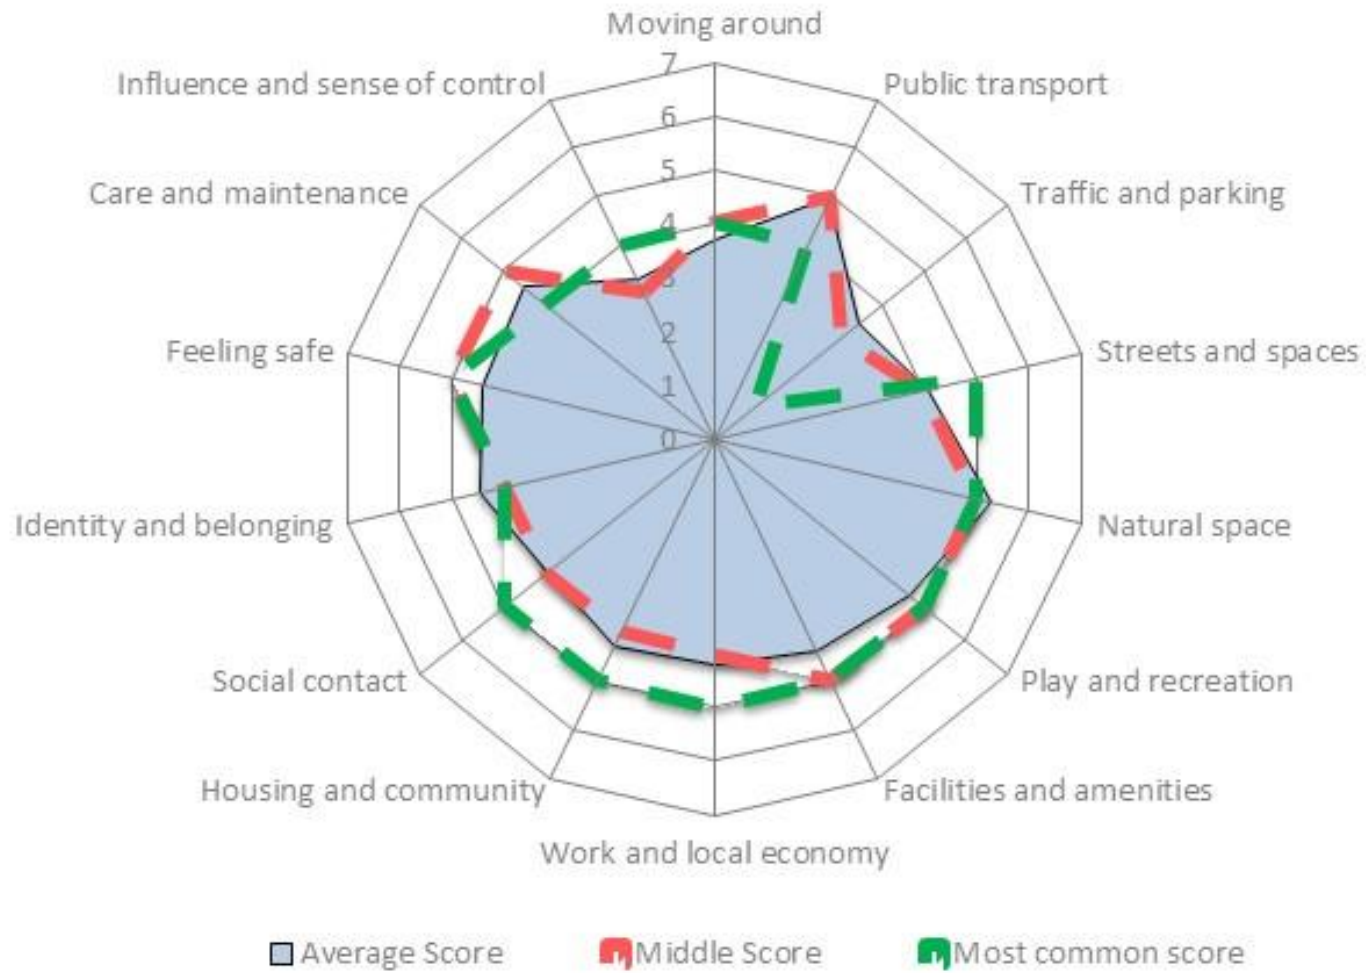 Moving around
Influence and sense of control
7
Public transport
6
Care and maintenance
5
Traffic and parking
4
3
Feeling safe
2
Streets and spaces
1
0
Identity and belonging
Natural space
Social contact
Play and recreation
Housing and community
Facilities and amenities
Work and local economy
Average Score
Middle Score
Most common score